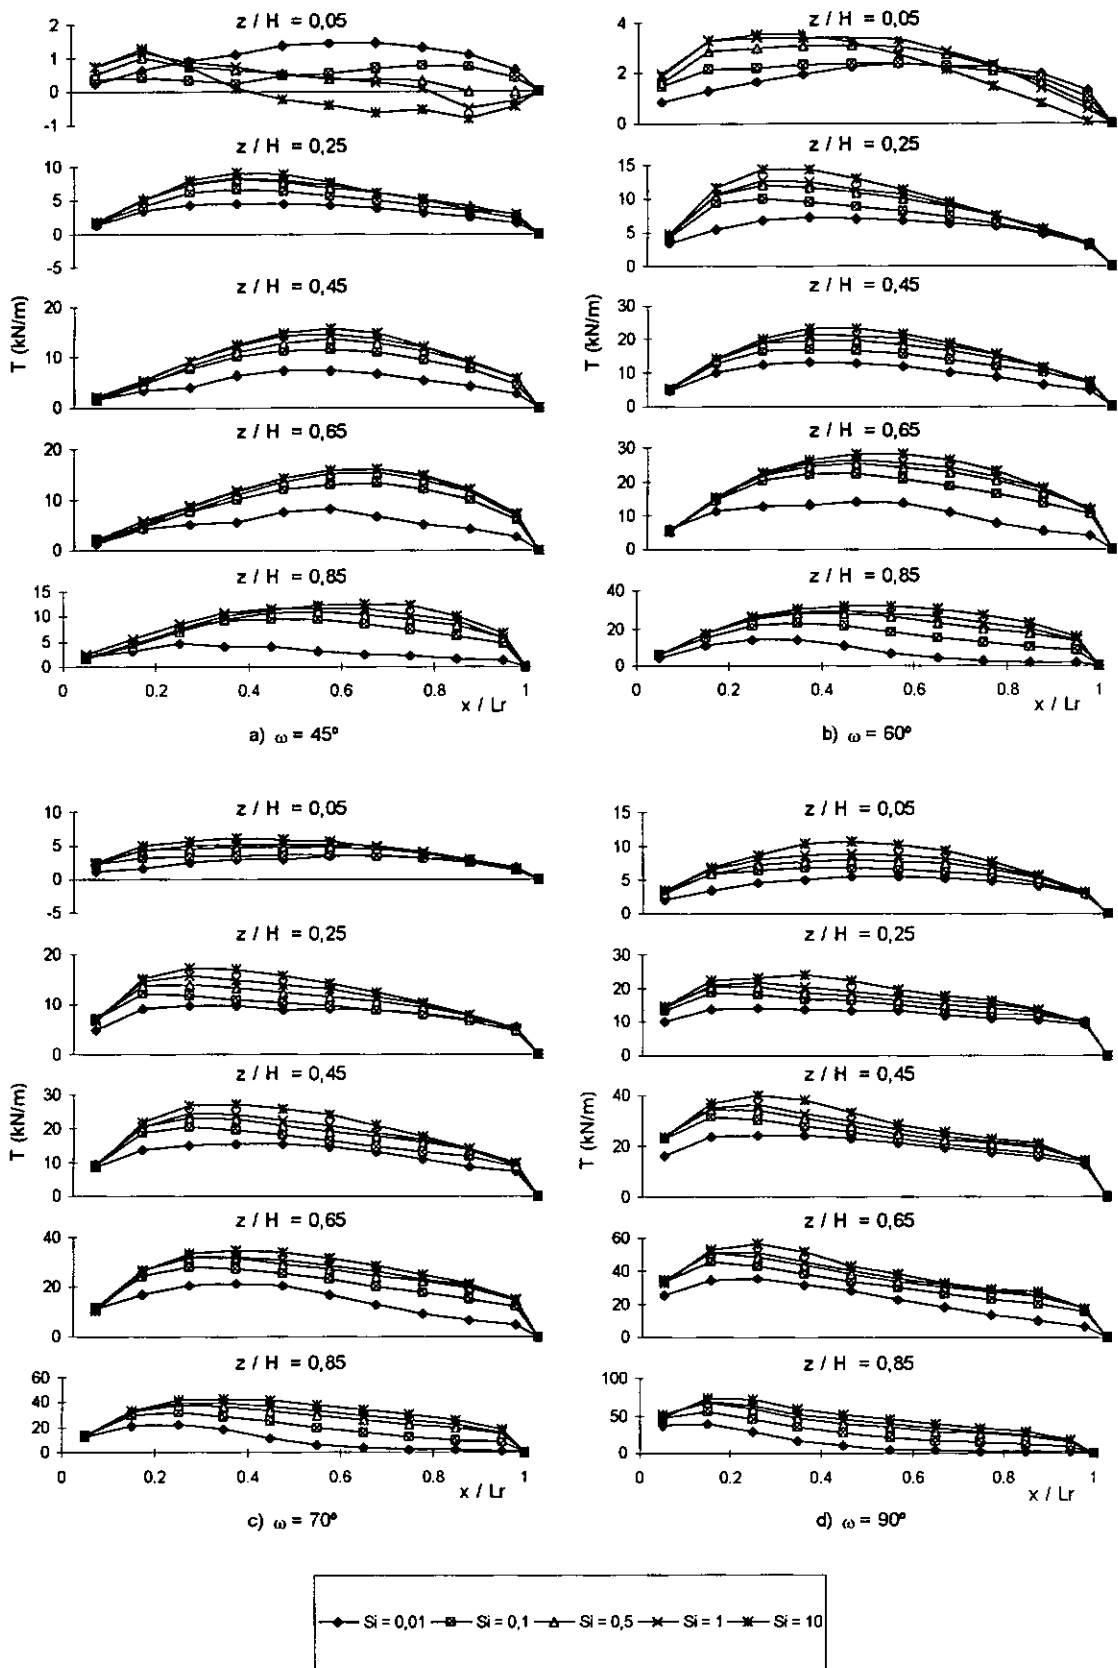 z / H = 0,05
2
1
0
-1
z / H = 0,25
10
5
0
-5
z / H = 0,45
20
10
0
T (kN/m)
z / H = 0,65
20
10
0
z / H = 0,85
15
10
5
0
0 0.2 0.4 0.6 0.8 1
x / Lr
a) ω = 45º
z / H = 0,05
4
2
0
z / H = 0,25
15
10
5
0
z / H = 0,45
30
20
10
0
T (kN/m)
z / H = 0,65
30
20
10
0
z / H = 0,85
40
20
0
0 0.2 0.4 0.6 0.8 1
x / Lr
b) ω = 60º
z / H = 0,05
10
5
0
-5
z / H = 0,25
20
10
0
z / H = 0,45
30
20
10
0
T (kN/m)
z / H = 0,65
40
20
0
z / H = 0,85
60
40
20
0
0 0.2 0.4 0.6 0.8 1
x / Lr
c) ω = 70º
z / H = 0,05
15
10
5
0
z / H = 0,25
30
20
10
0
z / H = 0,45
40
20
0
T (kN/m)
z / H = 0,65
60
40
20
0
z / H = 0,85
100
50
0
0 0.2 0.4 0.6 0.8 1
x / Lr
d) ω = 90º
Si = 0,01 Si = 0,1 Si = 0,5 Si = 1 Si = 10